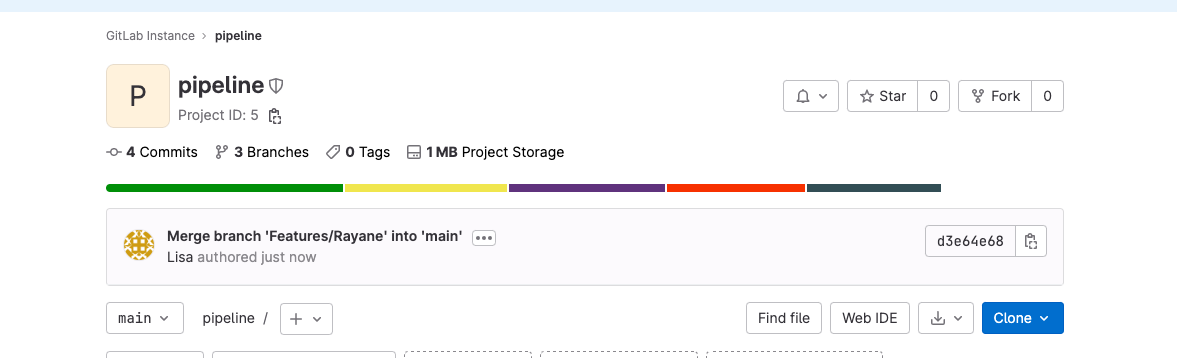 GitLab Instance › pipeline
P
pipeline
Project ID: 5
Star 0
Fork 0
4 Commits 3 Branches 0 Tags 1 MB Project Storage
Merge branch 'Features/Rayane' into 'main'
Lisa authored just now
d3e64e68
main
pipeline /
Find file
Web IDE
Clone